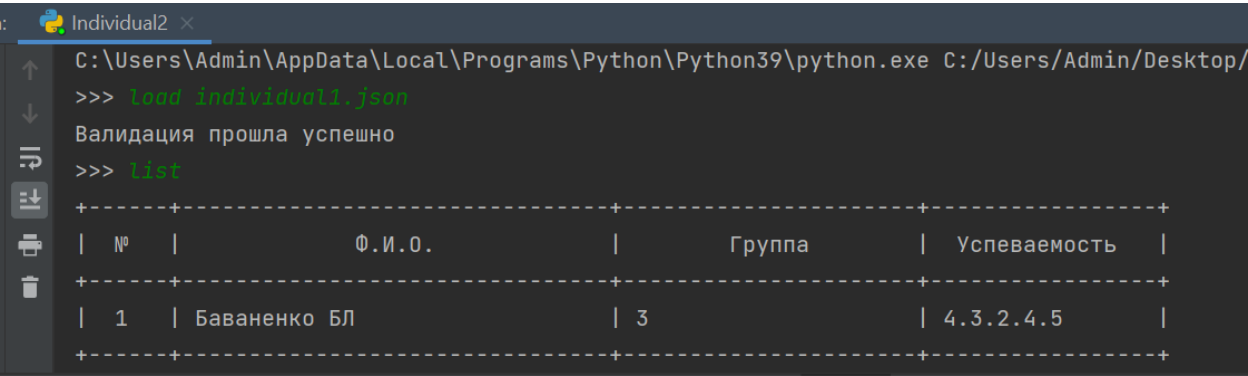 : Individual2 ×
C:\Users\Admin\AppData\Local\Programs\Python\Python39\python.exe C:/Users/Admin/Desktop/
>>> load individual1.json
Валидация прошла успешно
>>> list
+------+--------------------------------+----------------------+-----------------+
| № | Ф.И.О. | Группа | Успеваемость |
+------+--------------------------------+----------------------+-----------------+
| 1 | Баваненко БЛ | 3 | 4.3.2.4.5 |
+------+--------------------------------+----------------------+-----------------+